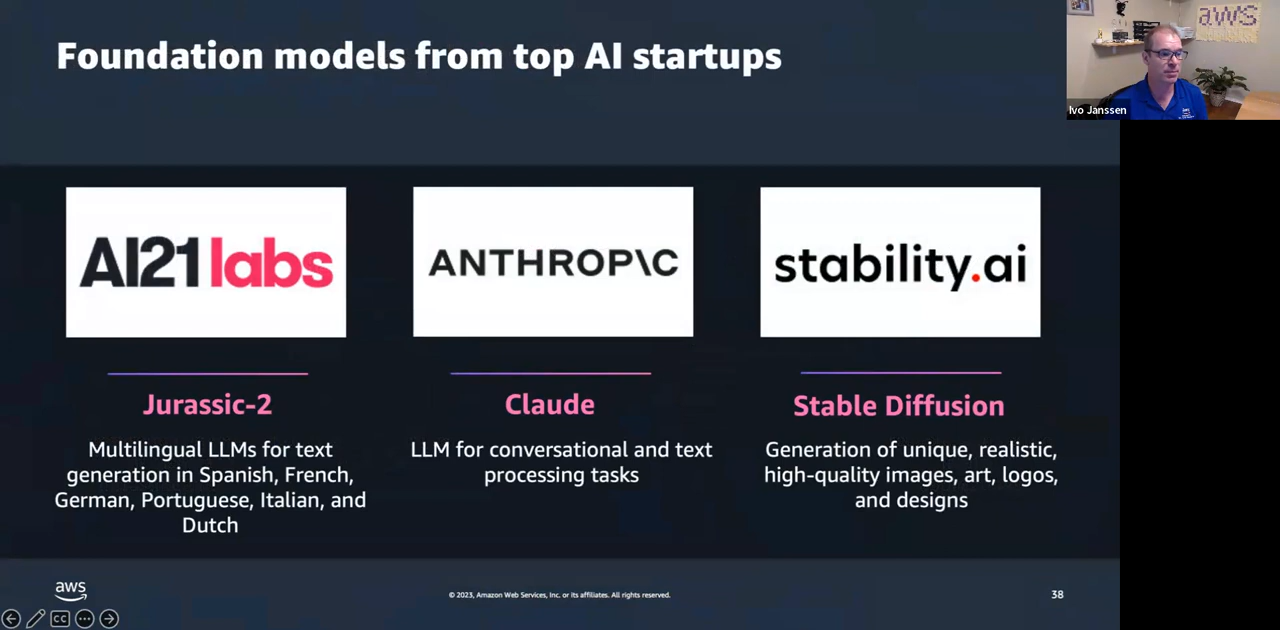 Foundation models from top AI startups
aws
Ivo Janssen
AI21 labs
ANTHROP\C
stability.ai
Jurassic-2
Multilingual LLMs for text
generation in Spanish, French,
German, Portuguese, Italian, and
Dutch
Claude
LLM for conversational and text
processing tasks
Stable Diffusion
Generation of unique, realistic,
high-quality images, art, logos,
and designs
aws
© 2023, Amazon Web Services, Inc. or its affiliates. All rights reserved.
38
CC